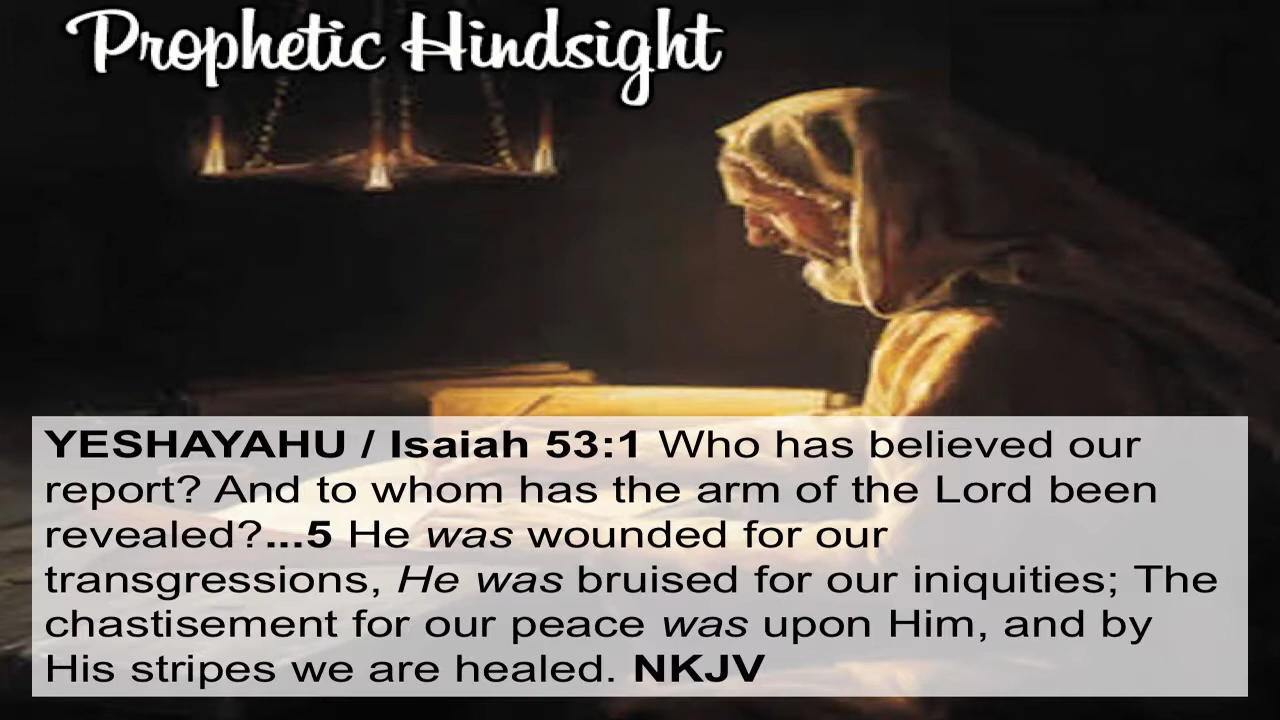 Prophetic Hindsight
YESHAYAHU / Isaiah 53:1 Who has believed our
report? And to whom has the arm of the Lord been
revealed?...5 He was wounded for our
transgressions, He was bruised for our iniquities; The
chastisement for our peace was upon Him, and by
His stripes we are healed. NKJV